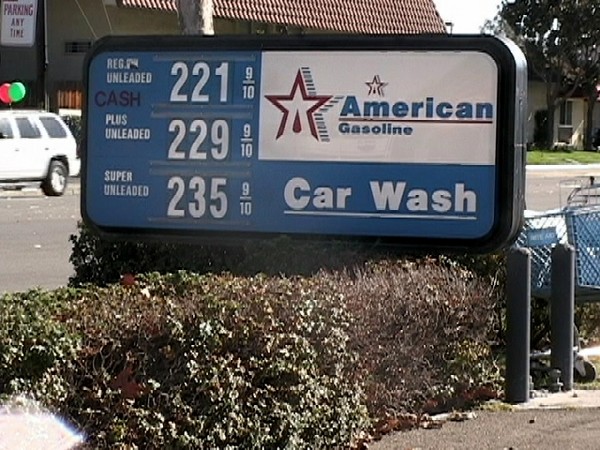 PARKING
ANY
TIME
REG.
UNLEADED
221 9/10
CASH
PLUS
UNLEADED
229 9/10
SUPER
UNLEADED
235 9/10
American
Gasoline
Car Wash